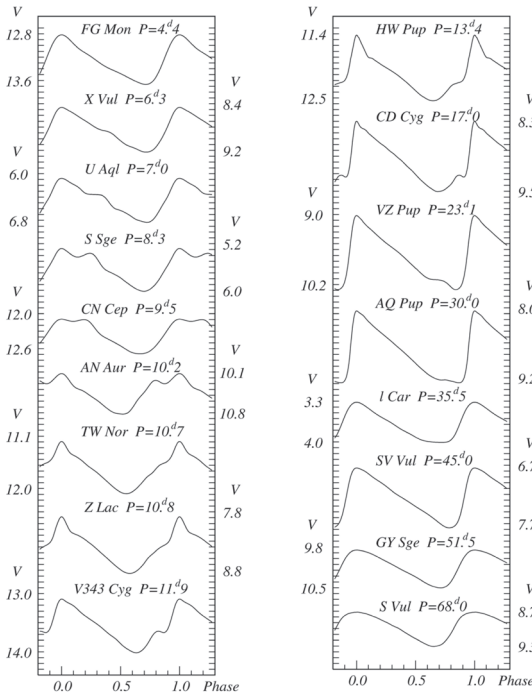 V
12.8
13.6
FG Mon P=4.d4
V
8.4
9.2
X Vul P=6.d3
V
6.0
6.8
U Aql P=7.d0
V
5.2
6.0
S Sge P=8.d3
V
12.0
12.6
CN Cep P=9.d5
V
10.1
10.8
AN Aur P=10.d2
V
11.1
12.0
TW Nor P=10.d7
V
7.8
8.8
Z Lac P=10.d8
V
13.0
14.0
V343 Cyg P=11.d9
0.0 0.5 1.0 Phase
V
11.4
12.5
HW Pup P=13.d4
CD Cyg P=17.d0
V
9.0
10.2
VZ Pup P=23.d1
AQ Pup P=30.d0
V
3.3
4.0
l Car P=35.d5
SV Vul P=45.d0
V
9.8
10.5
GY Sge P=51.d5
S Vul P=68.d0
0.0 0.5 1.0 Phase